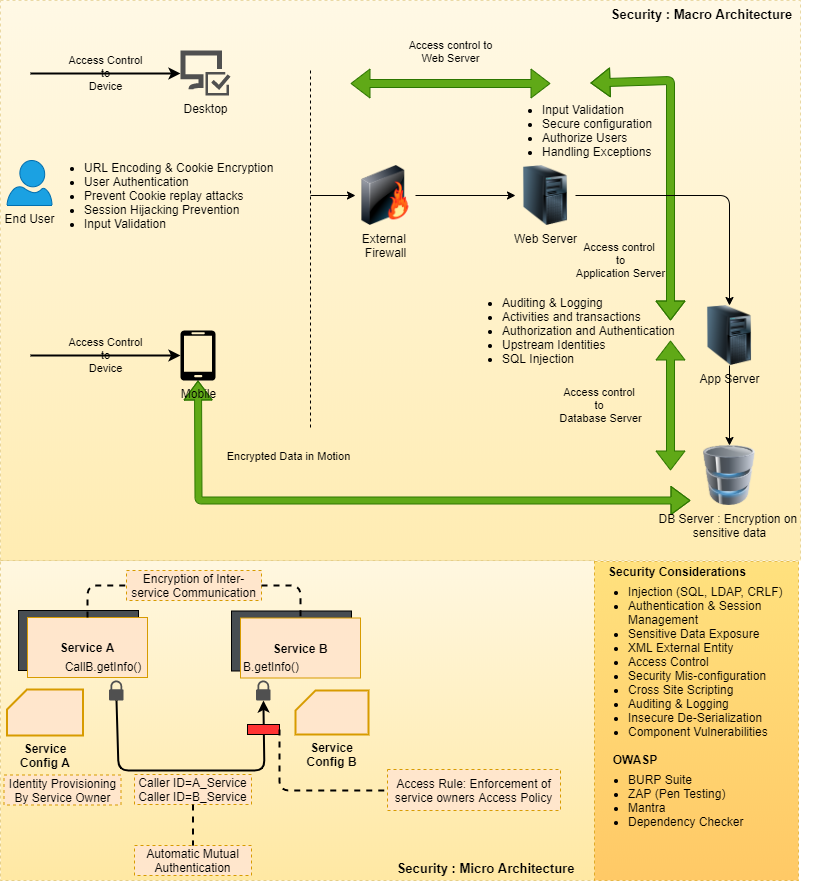 Security : Macro Architecture
Access Control
to
Device
Desktop
Access control to
Web Server
Input Validation
Secure configuration
Authorize Users
Handling Exceptions
URL Encoding & Cookie Encryption
User Authentication
Prevent Cookie replay attacks
Session Hijacking Prevention
Input Validation
End User
External
Firewall
Web Server
Access control
to
Application Server
Auditing & Logging
Activities and transactions
Authorization and Authentication
Upstream Identities
SQL Injection
Access Control
to
Device
Mobile
App Server
Access control
to
Database Server
Encrypted Data in Motion
DB Server : Encryption on
sensitive data
Encryption of Inter-
service Communication
Service A
CallB.getInfo()
Service B
B.getInfo()
Service
Config A
Service
Config B
Identity Provisioning
By Service Owner
Caller ID=A_Service
Caller ID=B_Service
Access Rule: Enforcement of
service owners Access Policy
Automatic Mutual
Authentication
Security : Micro Architecture
Security Considerations
Injection (SQL, LDAP, CRLF)
Authentication & Session
Management
Sensitive Data Exposure
XML External Entity
Access Control
Security Mis-configuration
Cross Site Scripting
Auditing & Logging
Insecure De-Serialization
Component Vulnerabilities
OWASP
BURP Suite
ZAP (Pen Testing)
Mantra
Dependency Checker